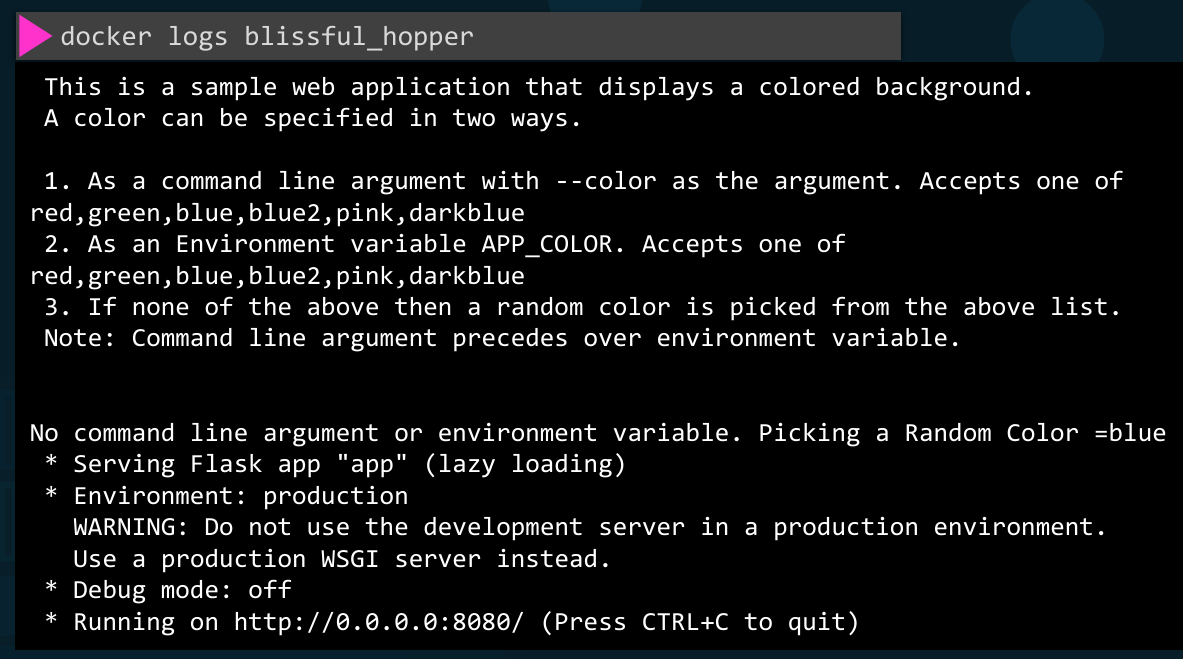 docker logs blissful_hopper
This is a sample web application that displays a colored background.
A color can be specified in two ways.
1. As a command line argument with --color as the argument. Accepts one of
red,green,blue,blue2,pink,darkblue
2. As an Environment variable APP_COLOR. Accepts one of
red,green,blue,blue2,pink,darkblue
3. If none of the above then a random color is picked from the above list.
Note: Command line argument precedes over environment variable.
No command line argument or environment variable. Picking a Random Color =blue
* Serving Flask app "app" (lazy loading)
* Environment: production
WARNING: Do not use the development server in a production environment.
Use a production WSGI server instead.
* Debug mode: off
* Running on http://0.0.0.0:8080/ (Press CTRL+C to quit)